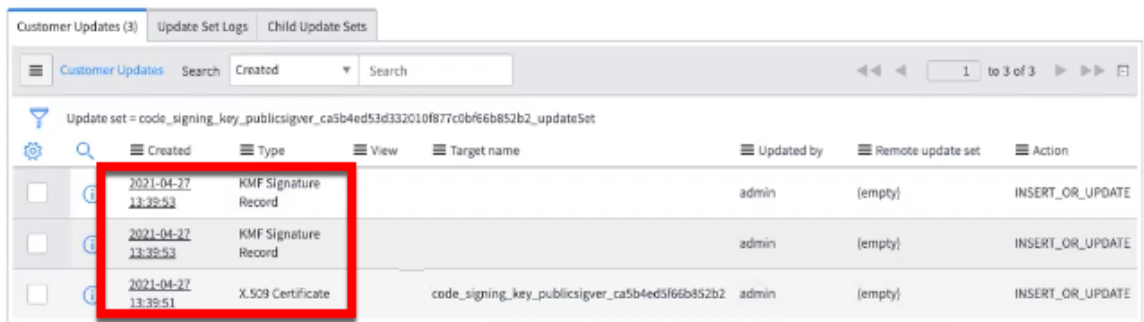 Customer Updates (3) Update Set Logs Child Update Sets
Customer Updates Search Created Search 1 to 3 of 3
Update set = code_signing_key_publicsigver_ca5b4ed53d332010f877c0bf66b852b2_updateSet
Created Type View Target name Updated by Remote update set Action
2021-04-27 KMF Signature
13:39:53 Record admin (empty) INSERT_OR_UPDATE
2021-04-27 KMF Signature
13:39:53 Record admin (empty) INSERT_OR_UPDATE
2021-04-27
13:39:51 X.509 Certificate code_signing_key_publicsigver_ca5b4ed5f66b852b2 admin (empty) INSERT_OR_UPDATE